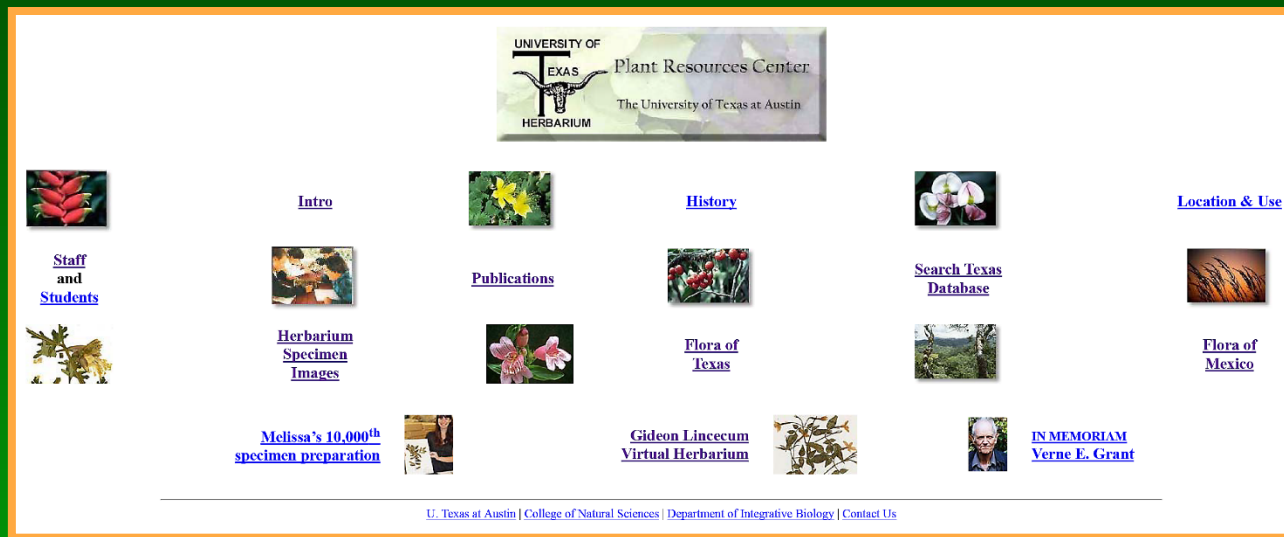 UNIVERSITY OF
TEXAS
HERBARIUM
Plant Resources Center
The University of Texas at Austin
Intro
History
Location & Use
Staff
and
Students
Publications
Search Texas
Database
Herbarium
Specimen
Images
Flora of
Texas
Flora of
Mexico
Melissa's 10,000th
specimen preparation
Gideon Lincecum
Virtual Herbarium
IN MEMORIAM
Verne E. Grant
U. Texas at Austin | College of Natural Sciences | Department of Integrative Biology | Contact Us